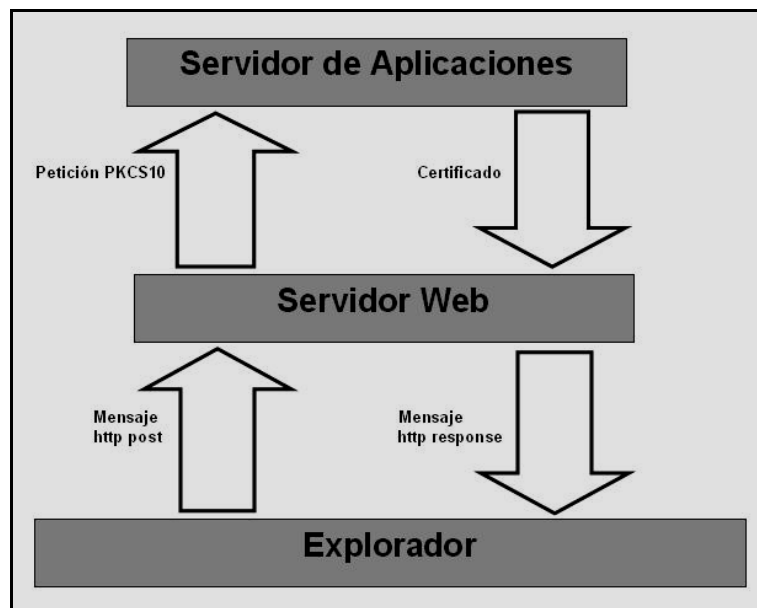 Servidor de Aplicaciones
Petición PKCS10
Certificado
Servidor Web
Mensaje
http post
Mensaje
http response
Explorador